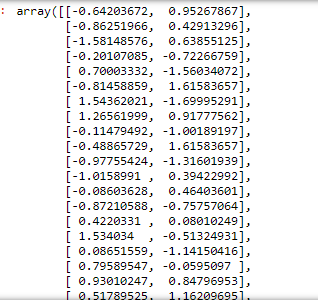 : array([[-0.64203672,  0.95267867],
[-0.86251966,  0.42913296],
[-1.58148576,  0.63855125],
[-0.20107085, -0.72266759],
[ 0.70003332, -1.56034072],
[-0.81458859,  1.61583657],
[ 1.54362021, -1.69995291],
[ 1.26561999,  0.91777562],
[-0.11479492, -1.00189197],
[-0.48865729,  1.61583657],
[-0.97755424, -1.31601939],
[-1.0158991 ,  0.39422992],
[-0.08603628,  0.46403601],
[-0.87210588, -0.75757064],
[ 0.4220331 ,  0.08010249],
[ 1.534034  , -0.51324931],
[ 0.08651559, -1.14150416],
[ 0.79589547, -0.0595097 ],
[ 0.93010247,  0.84796953],
[ 0.51789525,  1.16209695],